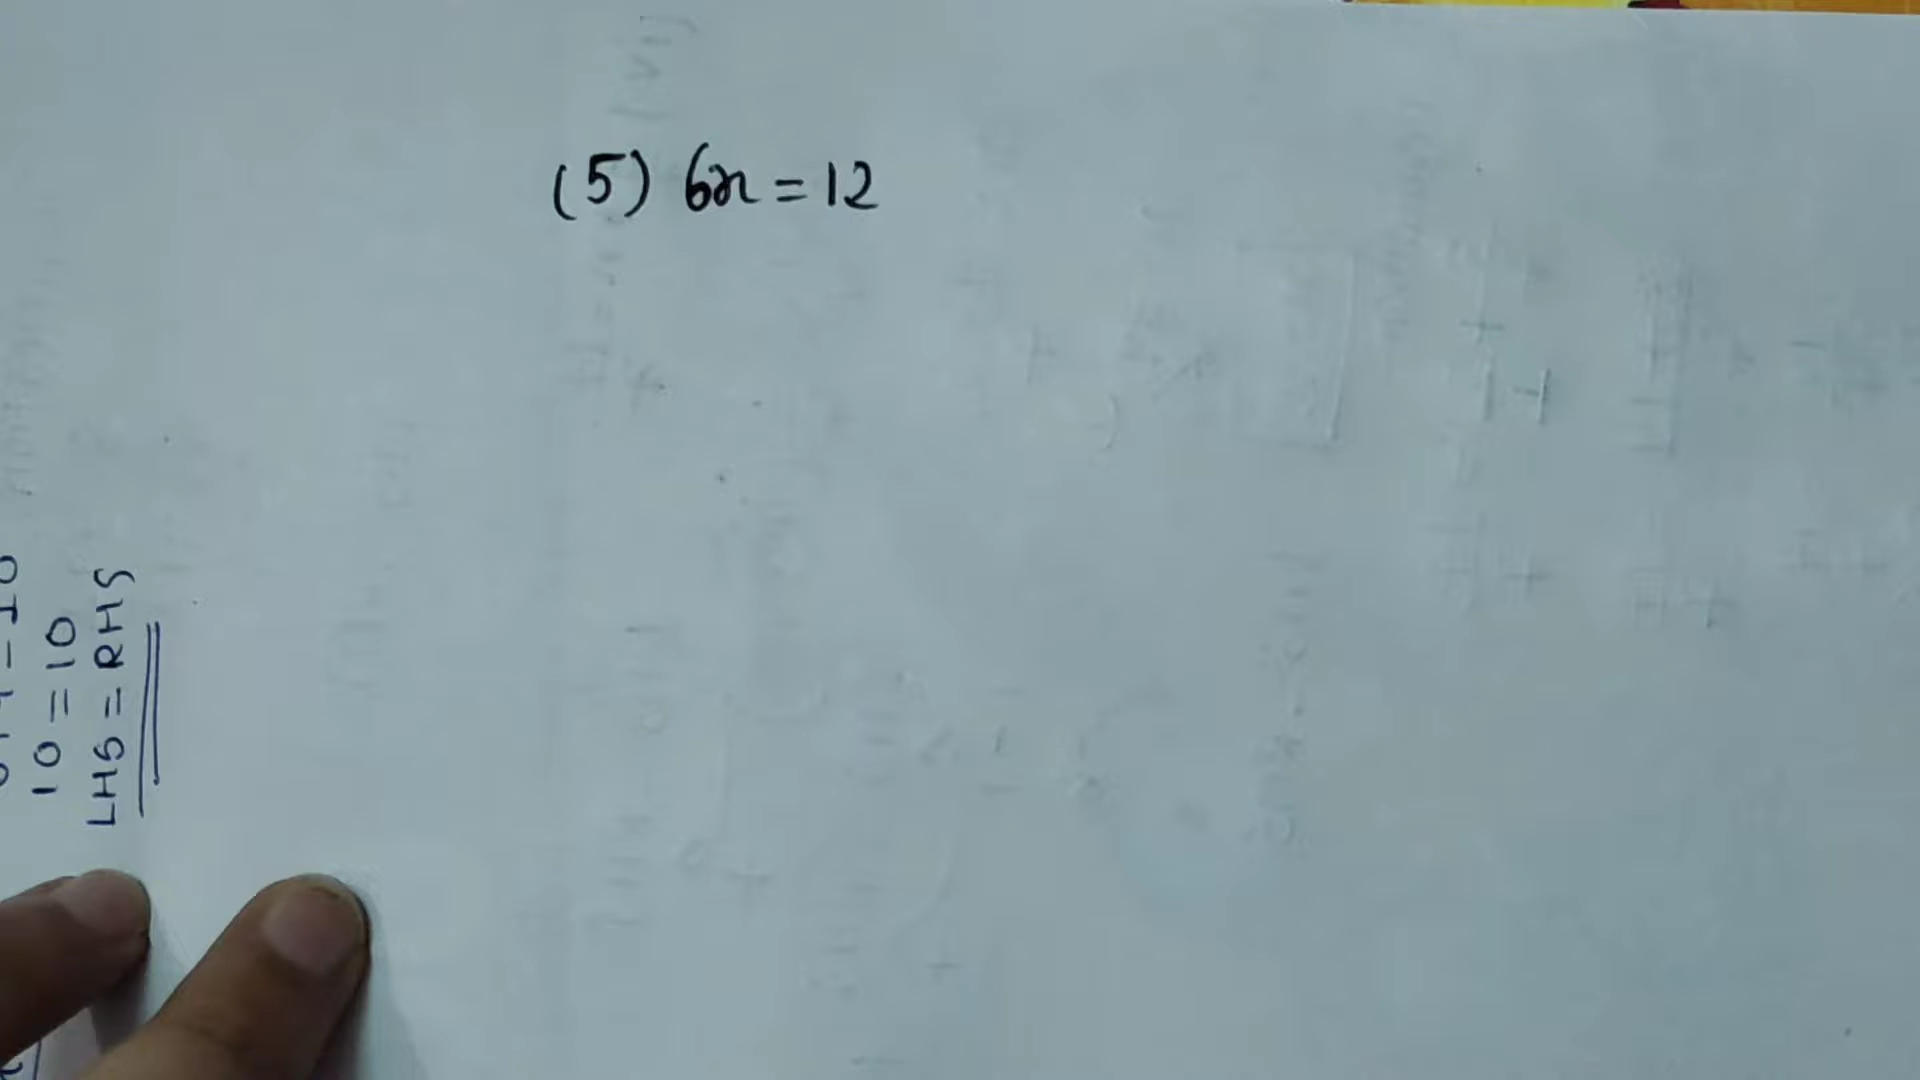 (5) 6x = 12
10 = 10
LHS = RHS